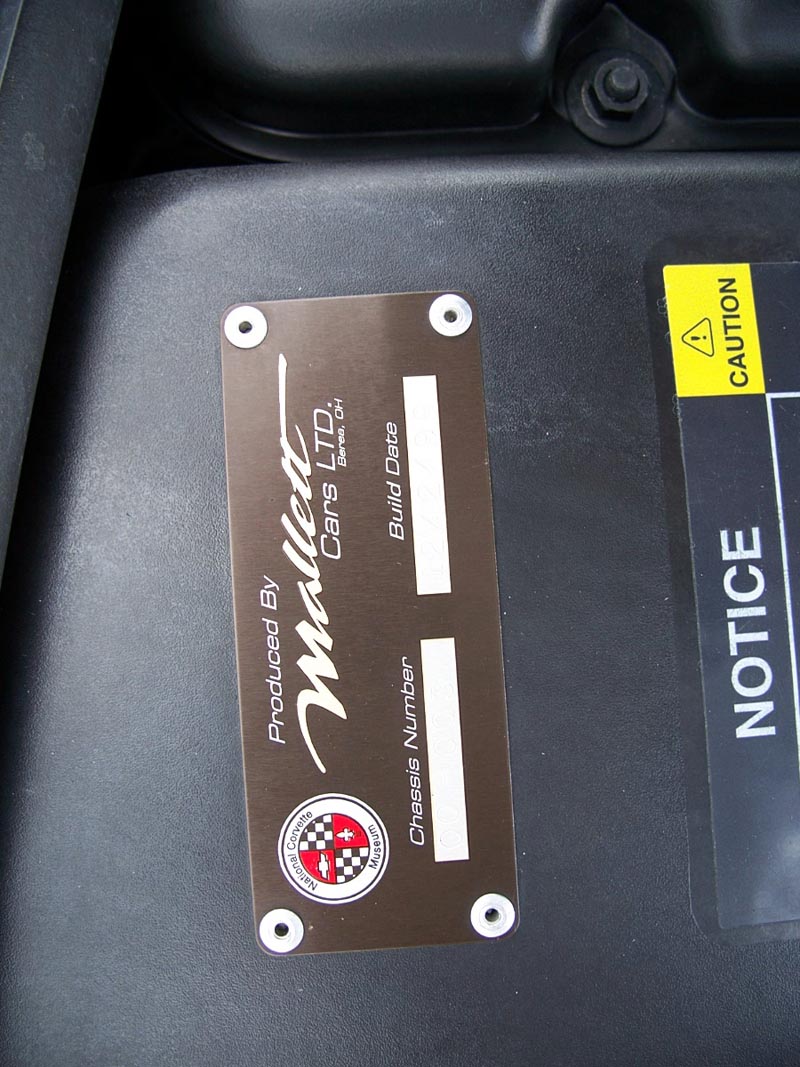 Produced By
Mallett
Cars LTD.
Berea, OH
Chassis Number
Build Date
National Corvette
Museum
CAUTION
NOTICE